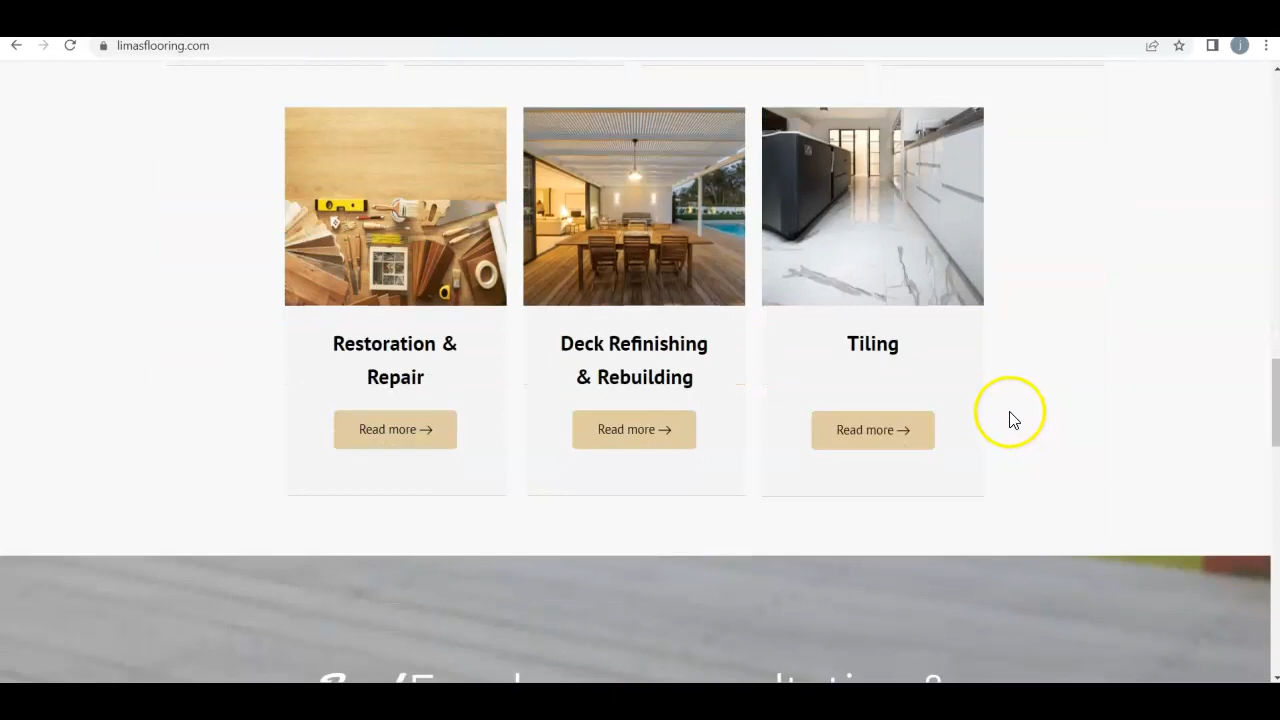 limasflooring.com
j
Restoration &
Repair
Deck Refinishing
& Rebuilding
Tiling
Read more →
Read more →
Read more →